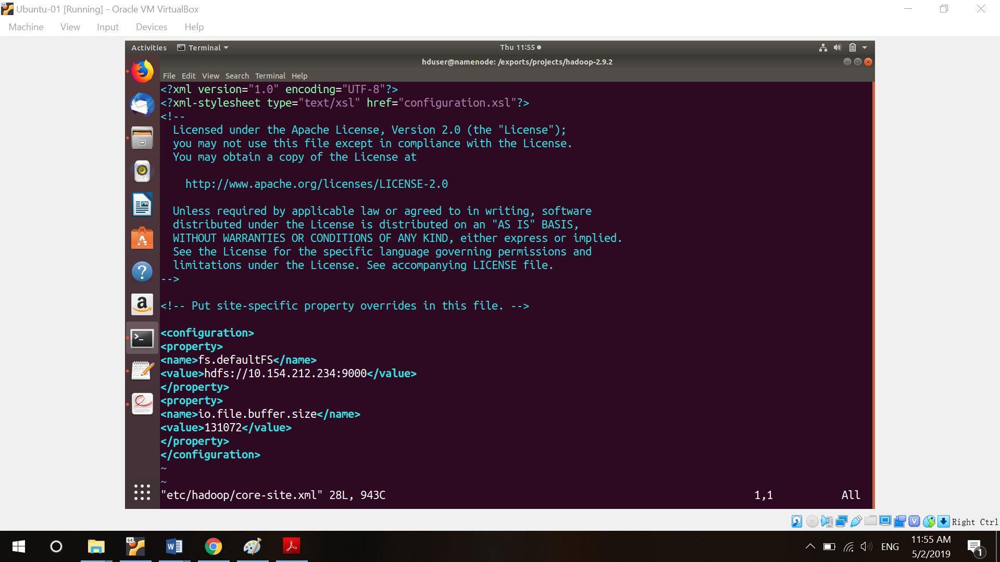 Ubuntu-01 [Running] - Oracle VM VirtualBox
Machine View Input Devices Help
Activities Terminal Thu 11:55
hduser@namenode: /exports/projects/hadoop-2.9.2
File Edit View Search Terminal Help
<?xml version="1.0" encoding="UTF-8"?>
<?xml-stylesheet type="text/xsl" href="configuration.xsl"?>
<!--
  Licensed under the Apache License, Version 2.0 (the "License");
  you may not use this file except in compliance with the License.
  You may obtain a copy of the License at
    http://www.apache.org/licenses/LICENSE-2.0
  Unless required by applicable law or agreed to in writing, software
  distributed under the License is distributed on an "AS IS" BASIS,
  WITHOUT WARRANTIES OR CONDITIONS OF ANY KIND, either express or implied.
  See the License for the specific language governing permissions and
  limitations under the License. See accompanying LICENSE file.
-->
<!-- Put site-specific property overrides in this file. -->
<configuration>
<property>
<name>fs.defaultFS</name>
<value>hdfs://10.154.212.234:9000</value>
</property>
<property>
<name>io.file.buffer.size</name>
<value>131072</value>
</property>
</configuration>
~
~
"etc/hadoop/core-site.xml" 28L, 943C 1,1 All
Right Ctrl
64 W ENG 11:55 AM
5/2/2019 1